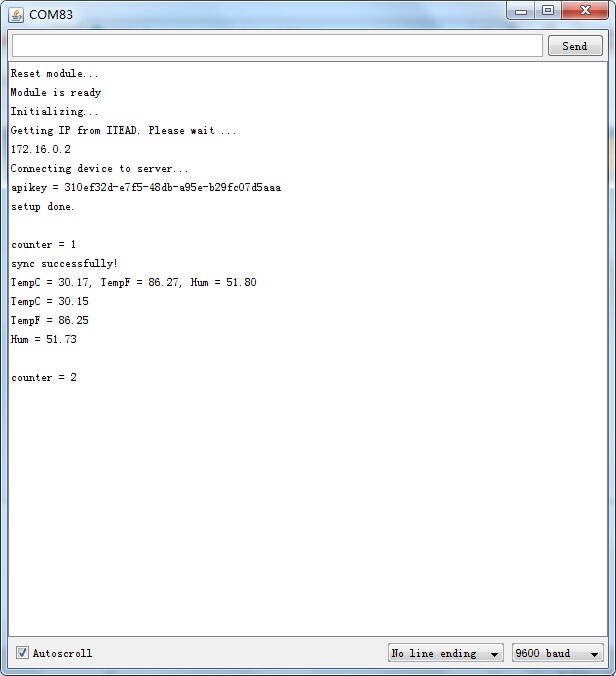 COM83
Send
Reset module...
Module is ready
Initializing...
Getting IP from ITEAD. Please wait ...
172.16.0.2
Connecting device to server...
apikey = 310ef32d-e7f5-48db-a95e-b29fc07d5aaa
setup done.
counter = 1
sync successfully!
TempC = 30.17, TempF = 86.27, Hum = 51.80
TempC = 30.15
TempF = 86.25
Hum = 51.73
counter = 2
Autoscroll
No line ending
9600 baud